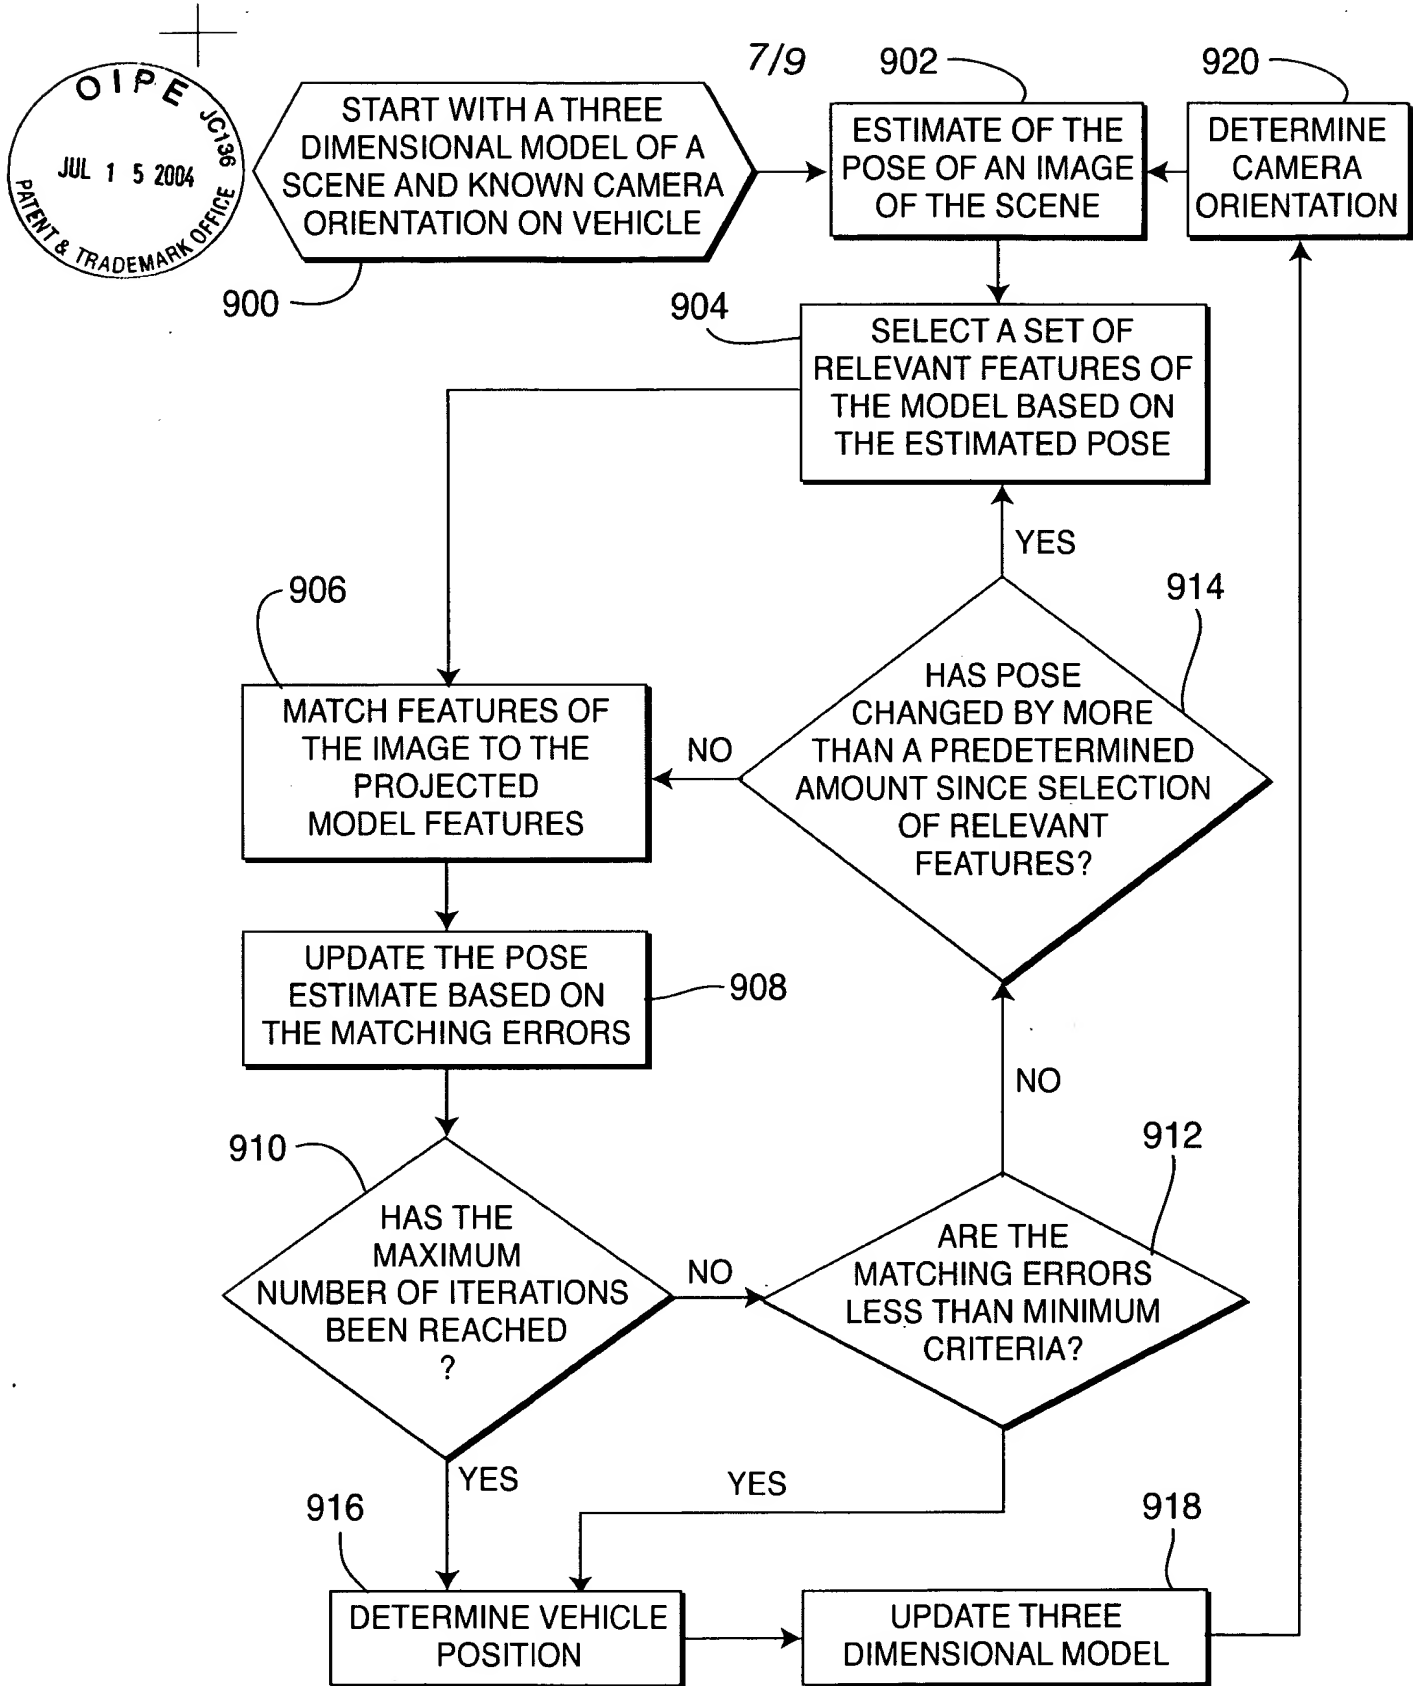 7/9
OIPE JC136
JUL 15 2004
PATENT & TRADEMARK OFFICE
START WITH A THREE
DIMENSIONAL MODEL OF A
SCENE AND KNOWN CAMERA
ORIENTATION ON VEHICLE
900
902
ESTIMATE OF THE
POSE OF AN IMAGE
OF THE SCENE
920
DETERMINE
CAMERA
ORIENTATION
904
SELECT A SET OF
RELEVANT FEATURES OF
THE MODEL BASED ON
THE ESTIMATED POSE
YES
906
MATCH FEATURES OF
THE IMAGE TO THE
PROJECTED
MODEL FEATURES
NO
914
HAS POSE
CHANGED BY MORE
THAN A PREDETERMINED
AMOUNT SINCE SELECTION
OF RELEVANT
FEATURES?
UPDATE THE POSE
ESTIMATE BASED ON
THE MATCHING ERRORS
908
NO
910
HAS THE
MAXIMUM
NUMBER OF ITERATIONS
BEEN REACHED
?
NO
912
ARE THE
MATCHING ERRORS
LESS THAN MINIMUM
CRITERIA?
YES
YES
916
DETERMINE VEHICLE
POSITION
918
UPDATE THREE
DIMENSIONAL MODEL